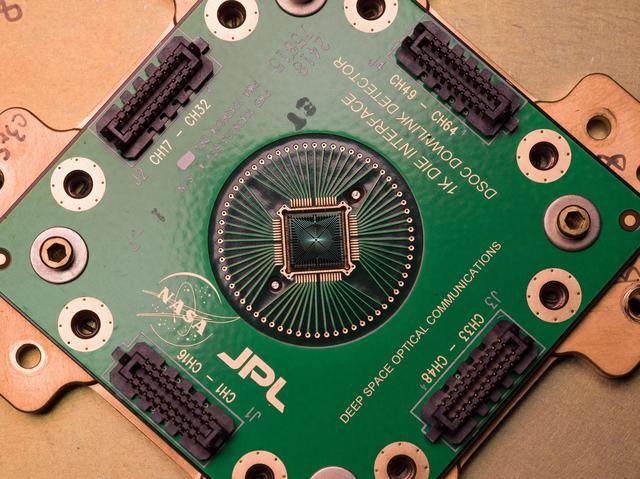 CH17 - CH32
J2
CH49 - CH64
1K DIE INTERFACE
DSOC DOWNLINK DETECTOR
NASA
JPL
DEEP SPACE OPTICAL COMMUNICATIONS
CH1 - CH16
J1
J3
CH33 - CH48